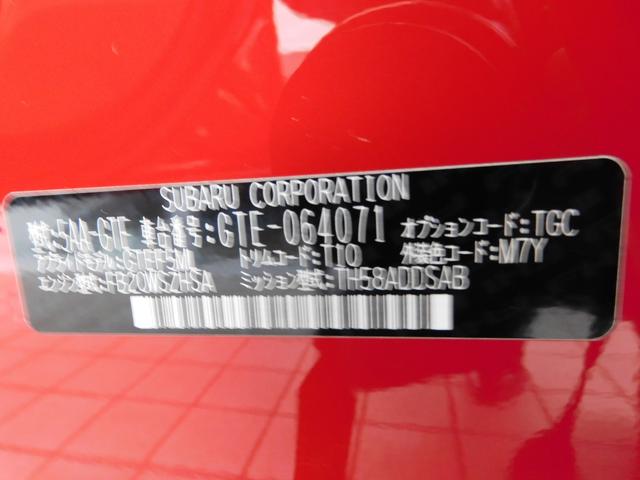 SUBARU CORPORATION
型式:5AA-GTE 車台番号:GTE-064071 オプションコード:TGC
アプライドモデル:GTEE5ML トリムコード:T10 外装色コード:M7Y
エンジン型式:FB20WSZHSA ミッション型式:TH58ADDSAB